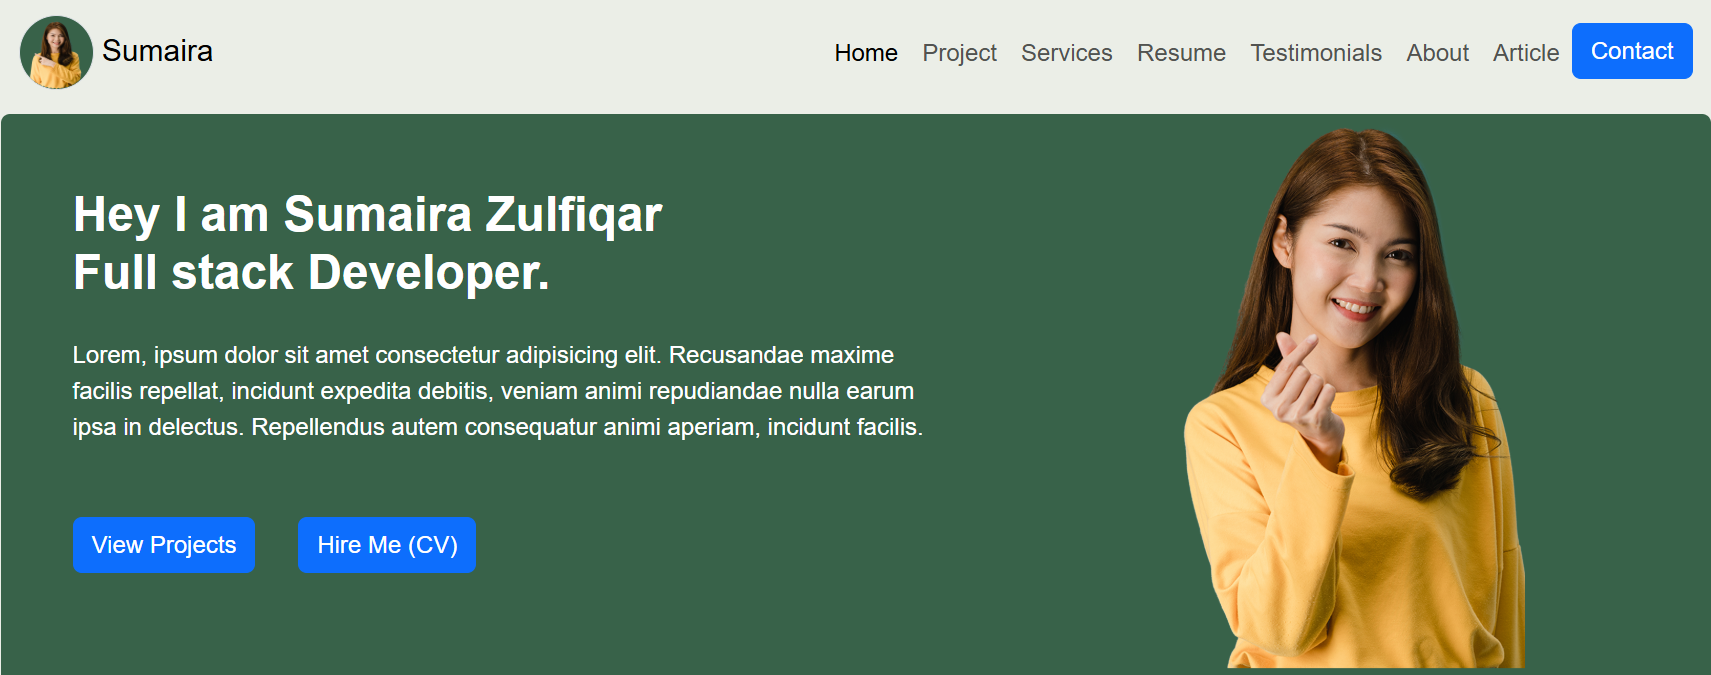 Sumaira
Home Project Services Resume Testimonials About Article Contact
Hey I am Sumaira Zulfiqar
Full stack Developer.
Lorem, ipsum dolor sit amet consectetur adipisicing elit. Recusandae maxime
facilis repellat, incidunt expedita debitis, veniam animi repudiandae nulla earum
ipsa in delectus. Repellendus autem consequatur animi aperiam, incidunt facilis.
View Projects Hire Me (CV)